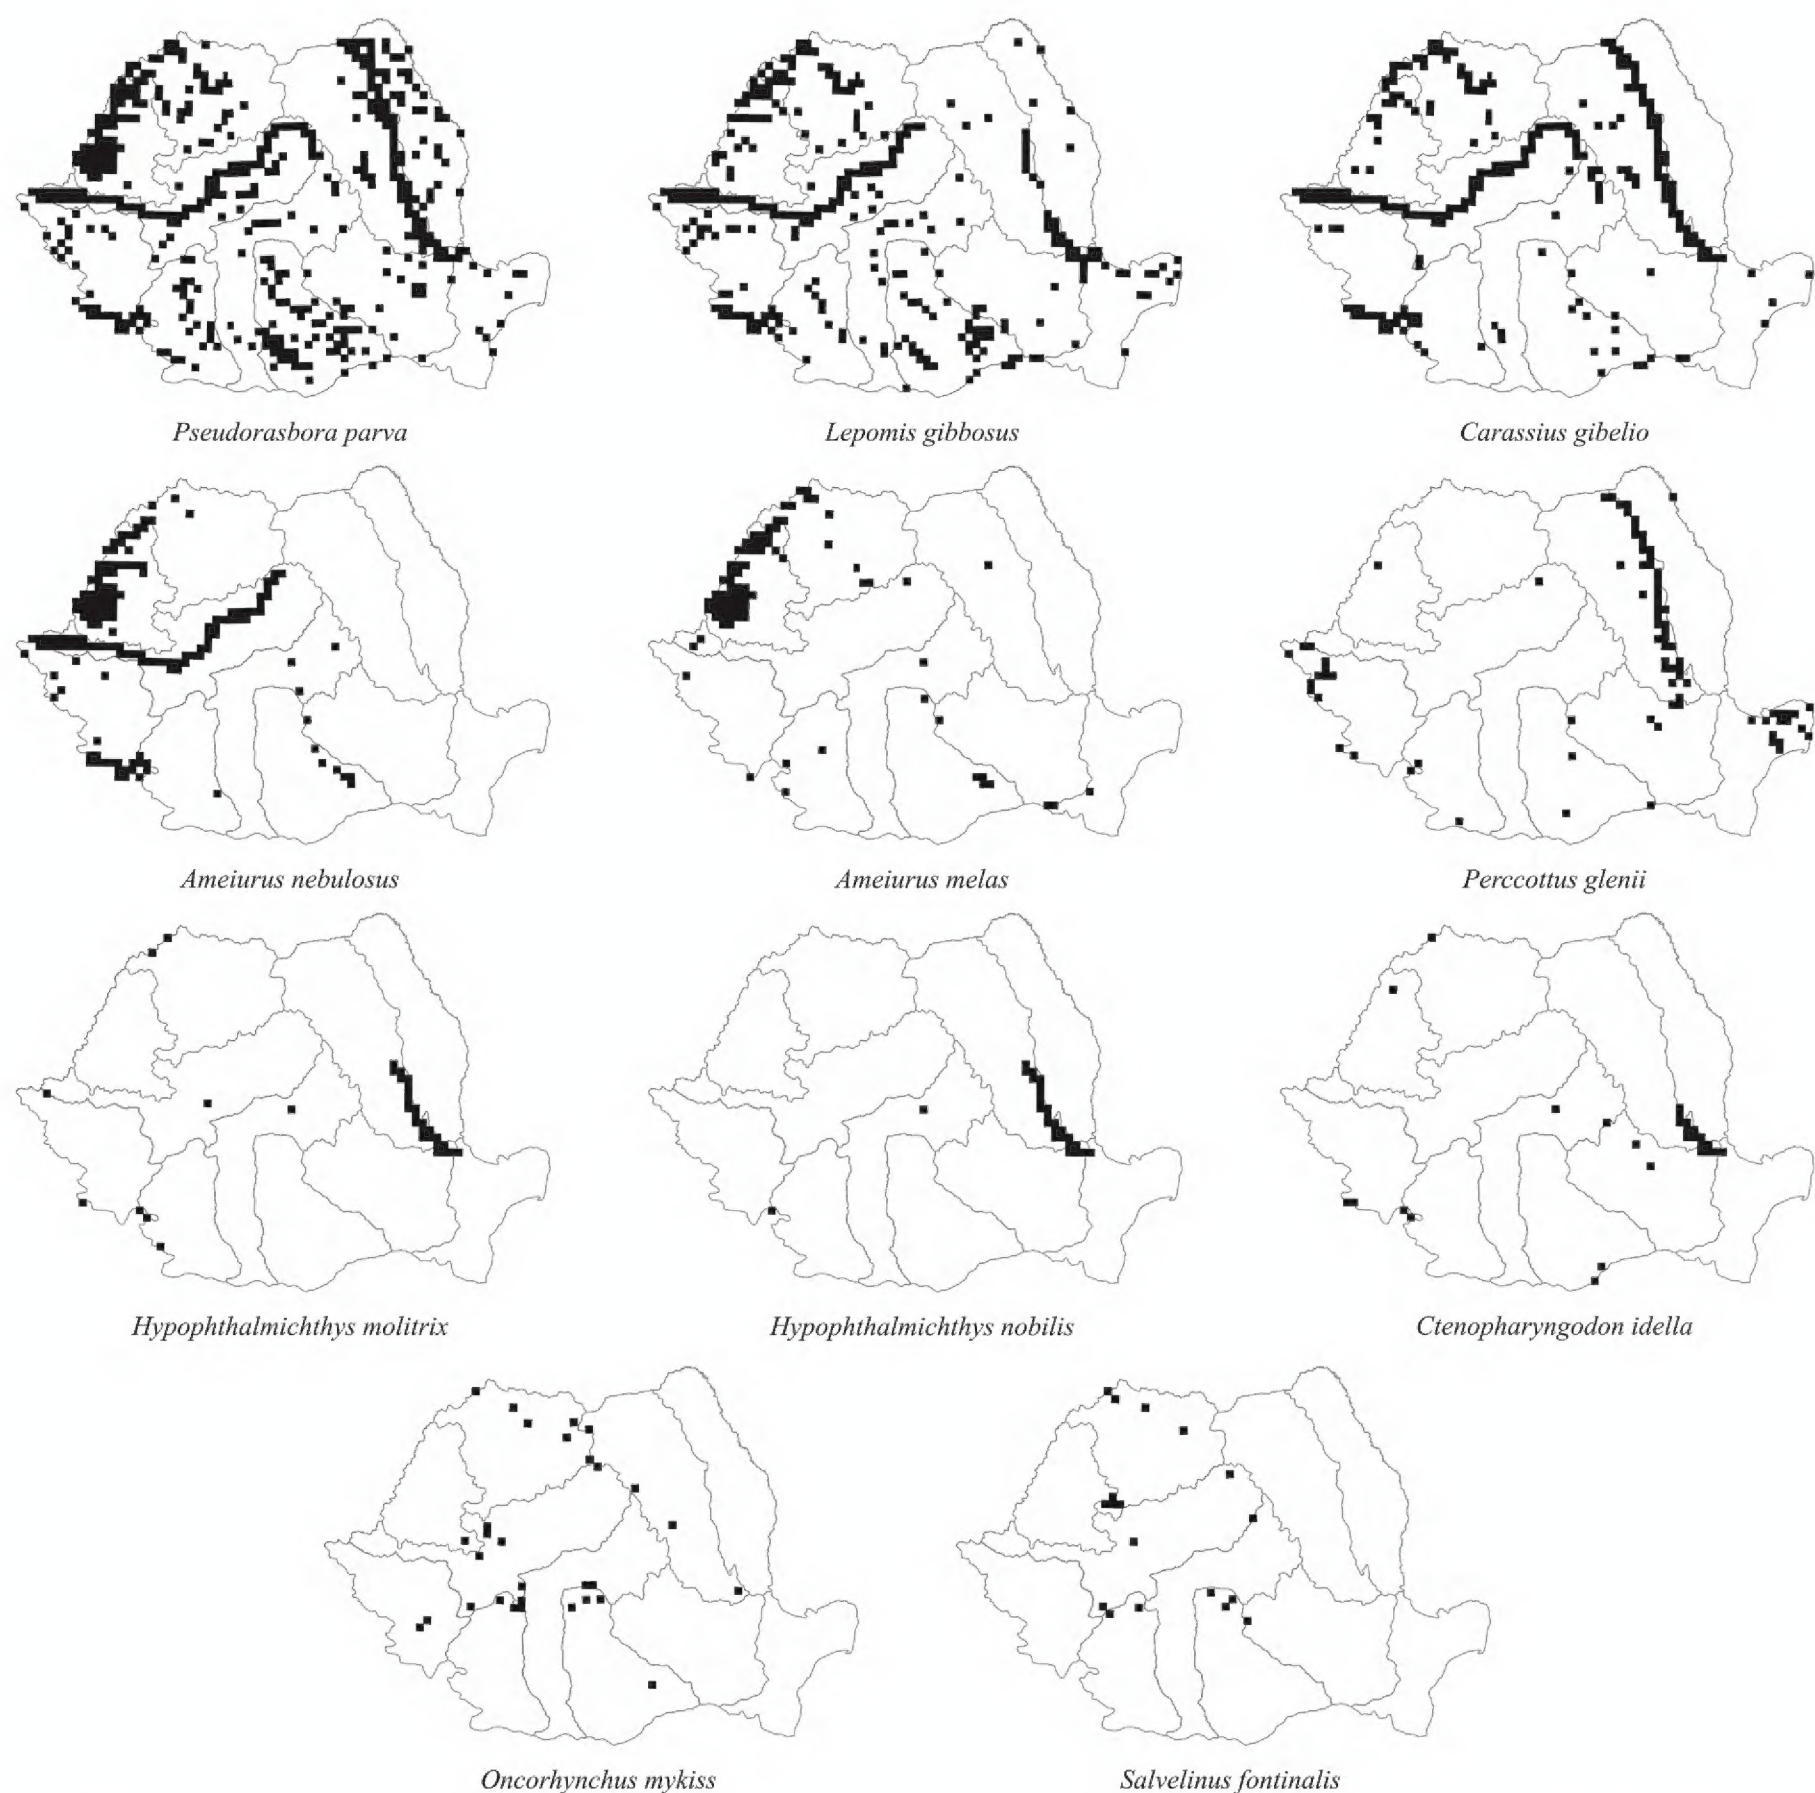 Pseudorasbora parva
Lepomis gibbosus
Carassius gibelio
Ameiurus nebulosus
Ameiurus melas
Perccottus glenii
Hypophthalmichthys molitrix
Hypophthalmichthys nobilis
Ctenopharyngodon idella
Oncorhynchus mykiss
Salvelinus fontinalis